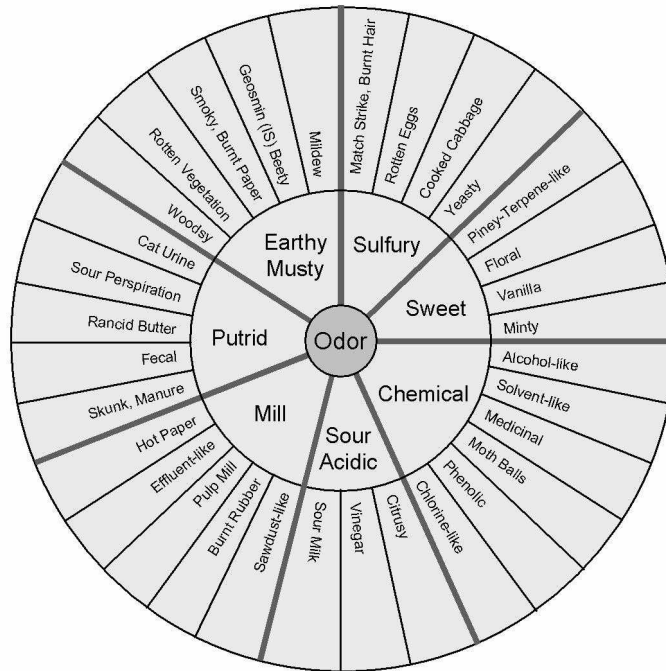 Odor
Sulfury
Match Strike, Burnt Hair
Rotten Eggs
Cooked Cabbage
Yeasty
Sweet
Piney-Terpene-like
Floral
Vanilla
Minty
Chemical
Alcohol-like
Solvent-like
Medicinal
Moth Balls
Phenolic
Chlorine-like
Sour
Acidic
Citrusy
Vinegar
Sour Milk
Mill
Sawdust-like
Burnt Rubber
Pulp Mill
Effluent-like
Hot Paper
Putrid
Skunk, Manure
Fecal
Rancid Butter
Sour Perspiration
Cat Urine
Earthy
Musty
Woodsy
Rotten Vegetation
Smoky, Burnt Paper
Geosmin (IS) Beety
Mildew